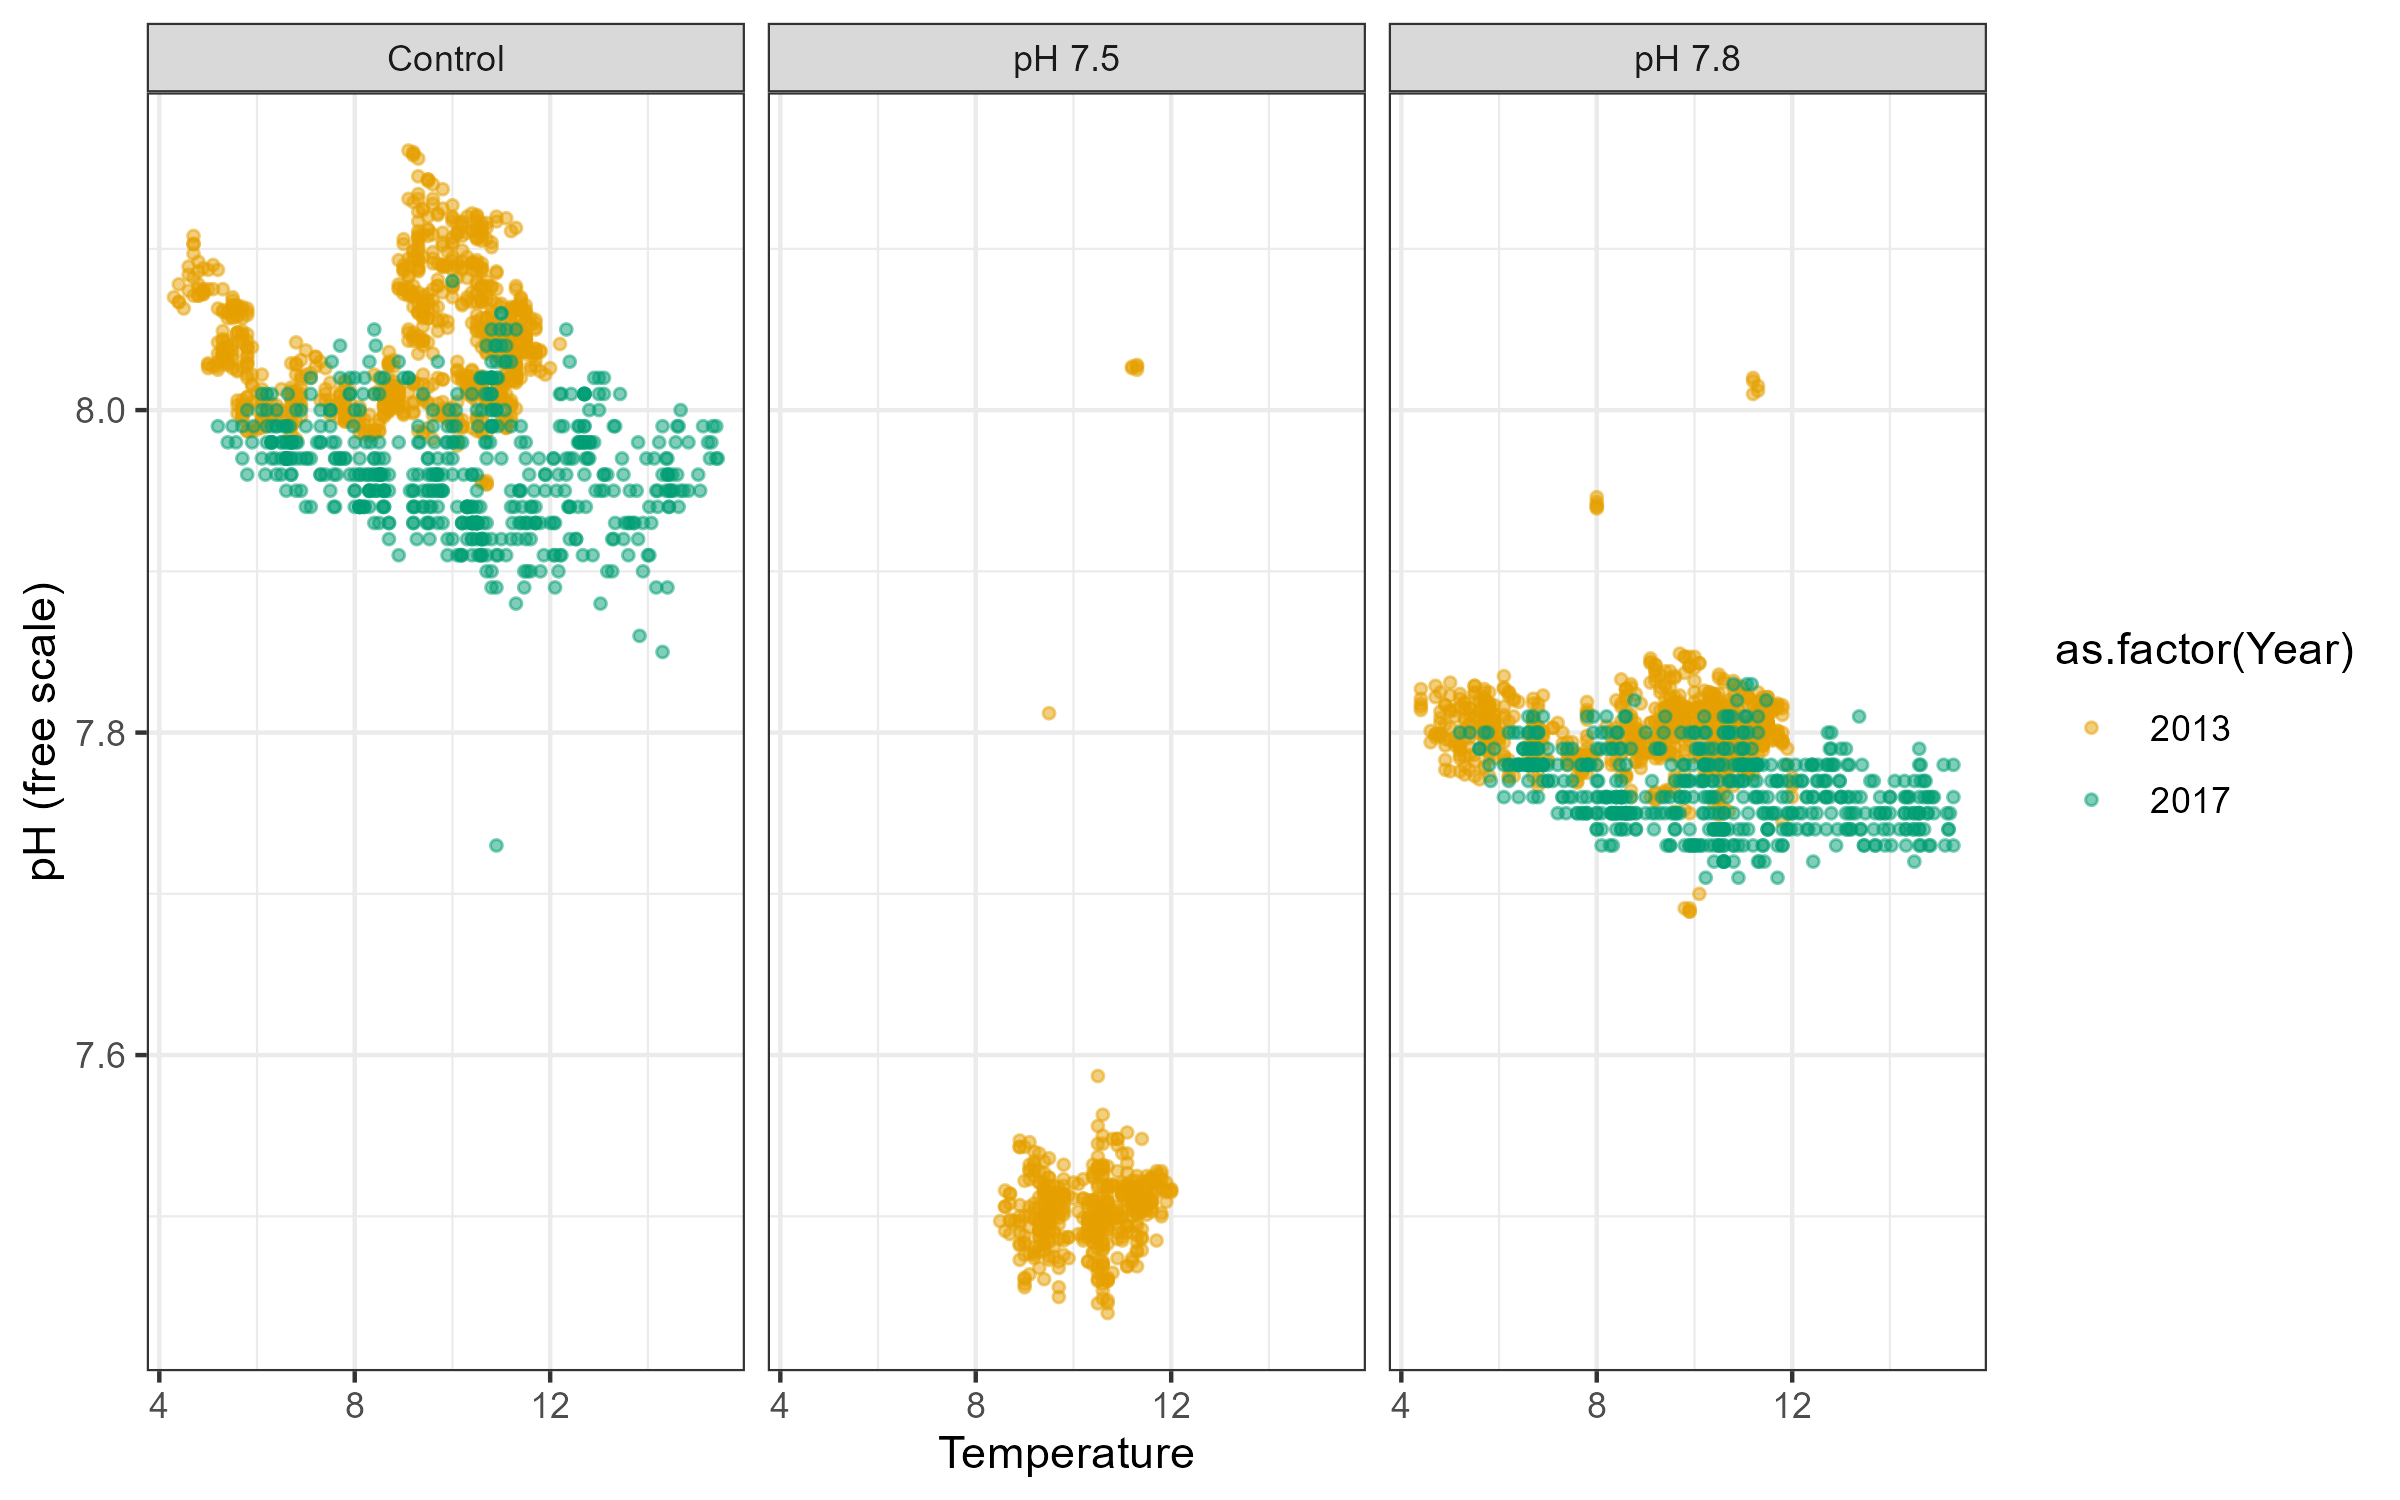 Control
pH 7.5
pH 7.8
pH (free scale)
8.0
7.8
7.6
4
8
12
4
8
12
4
8
12
Temperature
as.factor(Year)
2013
2017